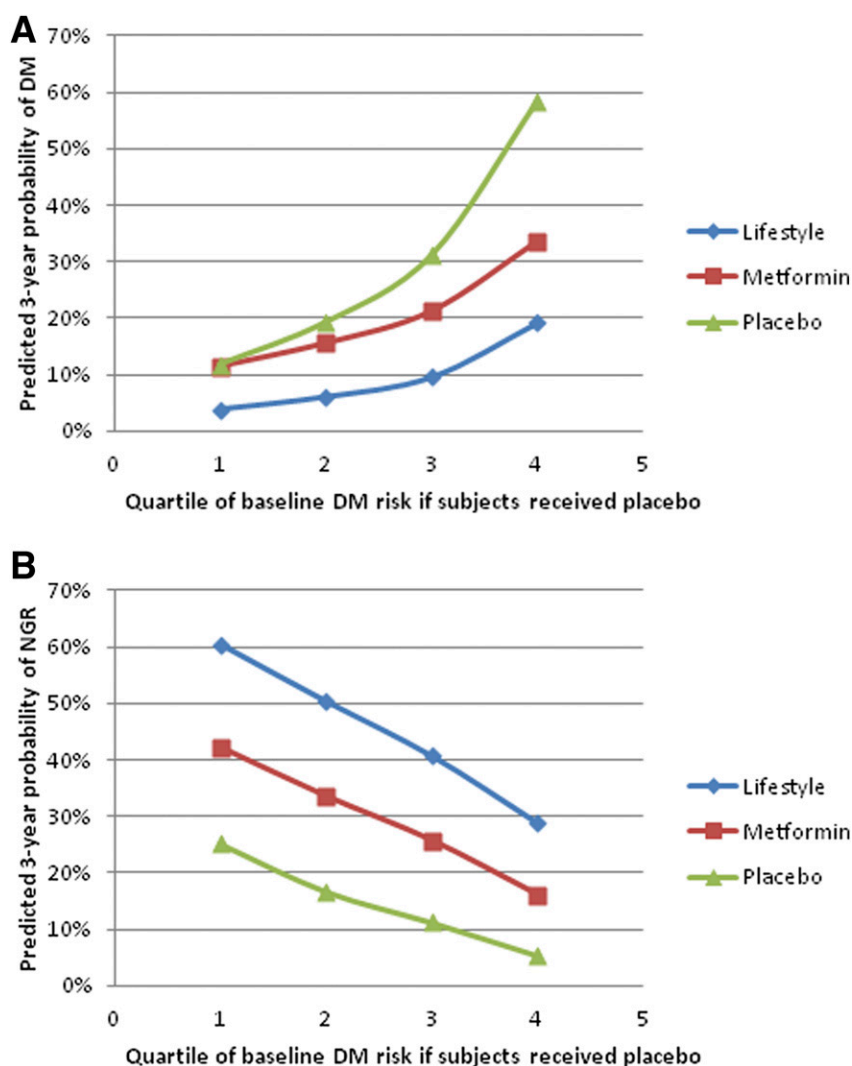 A
Predicted 3-year probability of DM
70%
60%
50%
40%
30%
20%
10%
0%
0 1 2 3 4 5
Quartile of baseline DM risk if subjects received placebo
Lifestyle
Metformin
Placebo
B
Predicted 3-year probability of NGR
70%
60%
50%
40%
30%
20%
10%
0%
0 1 2 3 4 5
Quartile of baseline DM risk if subjects received placebo
Lifestyle
Metformin
Placebo